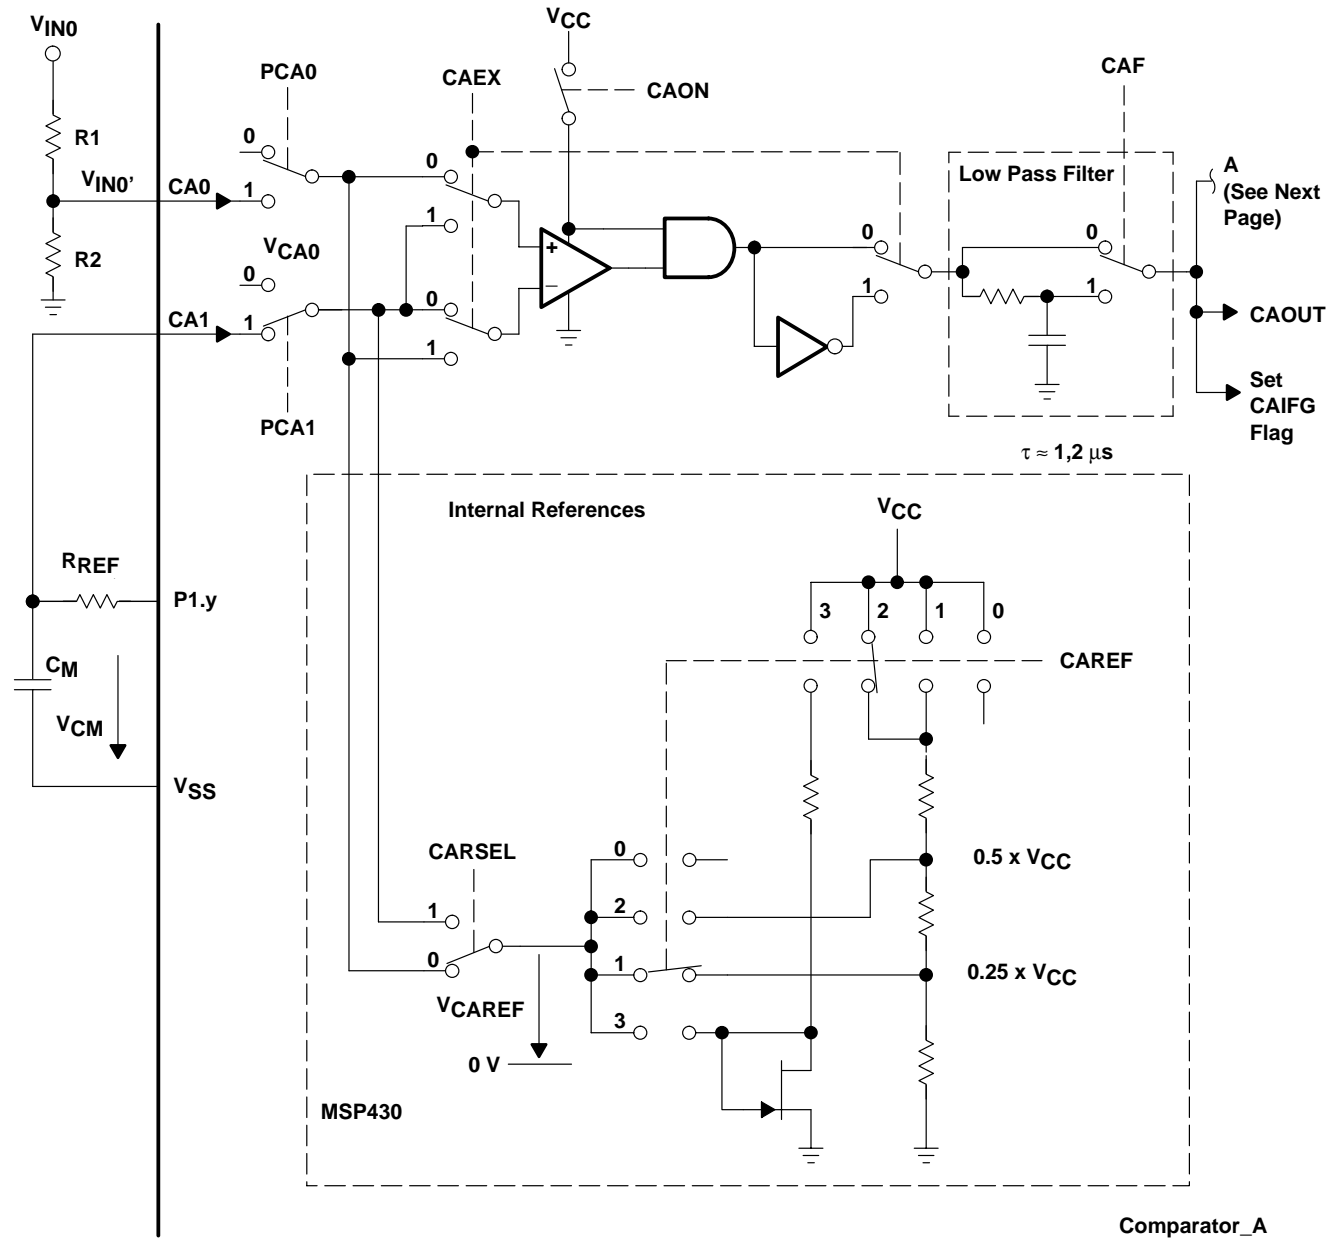 VIN0
VCC
PCA0
CAEX
CAON
CAF
R1
0
0
Low Pass Filter
A
(See Next
Page)
VIN0'
CA0
1
1
0
0
R2
VCA0
+
0
–
0
1
1
CA1
1
1
CAOUT
PCA1
Set
CAIFG
Flag
τ ≈ 1,2 μs
Internal References
VCC
RREF
P1.y
3
2
1
0
CM
CAREF
VCM
VSS
CARSEL
0
0.5 x VCC
1
2
0
1
0.25 x VCC
VCAREF
3
0 V
MSP430
Comparator_A